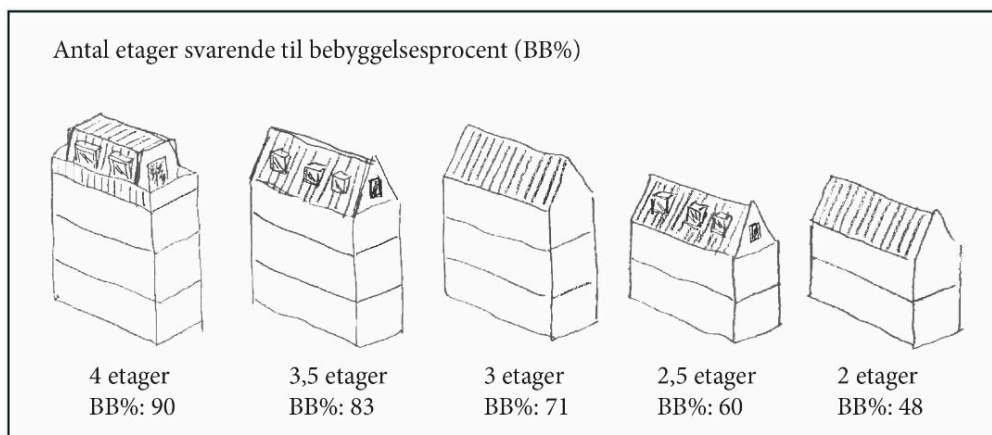 Antal etager svarende til bebyggelsesprocent (BB%)
4 etager
BB%: 90
3,5 etager
BB%: 83
3 etager
BB%: 71
2,5 etager
BB%: 60
2 etager
BB%: 48